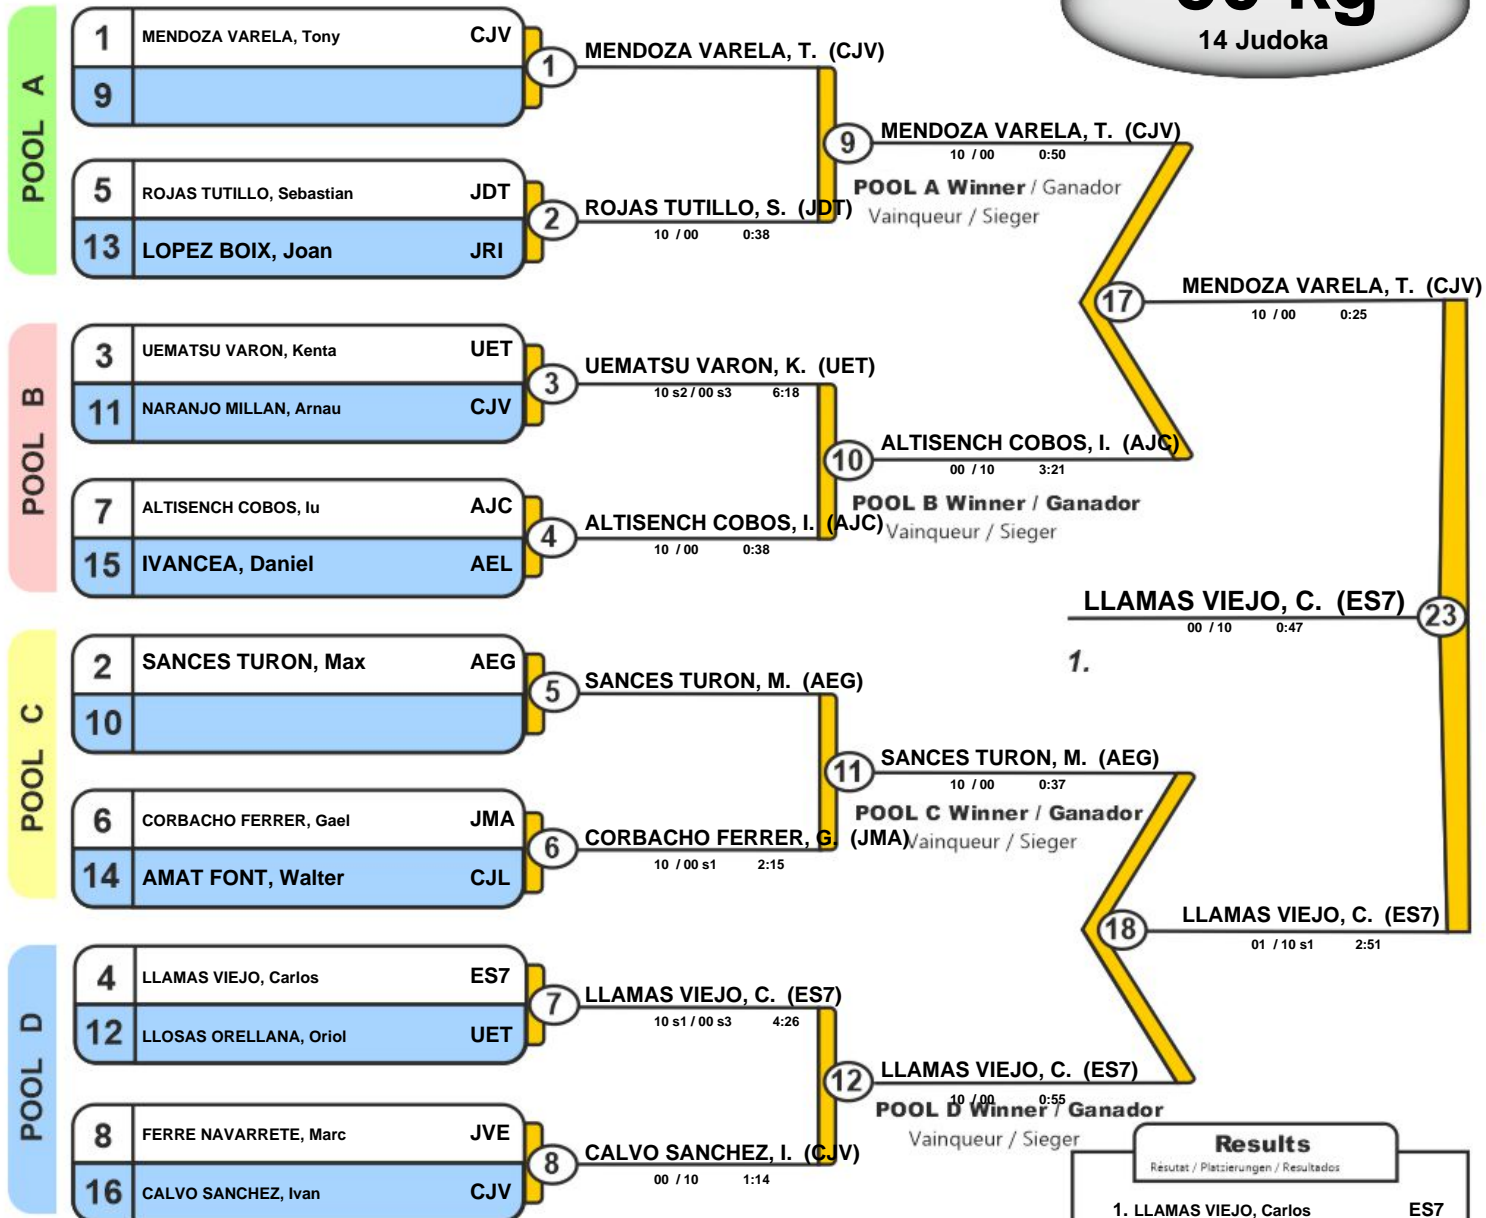 14 Judoka
POOL A
1 MENDOZA VARELA, Tony CJV
9
1
MENDOZA VARELA, T. (CJV)
5 ROJAS TUTILLO, Sebastian JDT
13 LOPEZ BOIX, Joan JRI
2
ROJAS TUTILLO, S. (JDT)
10 / 00 0:38
9
MENDOZA VARELA, T. (CJV)
10 / 00 0:50
POOL A Winner / Ganador
Vainqueur / Sieger
POOL B
3 UEMATSU VARON, Kenta UET
11 NARANJO MILLAN, Arnau CJV
3
UEMATSU VARON, K. (UET)
10 s2 / 00 s3 6:18
7 ALTISENCH COBOS, Iu AJC
15 IVANCEA, Daniel AEL
4
ALTISENCH COBOS, I. (AJC)
10 / 00 0:38
10
ALTISENCH COBOS, I. (AJC)
00 / 10 3:21
POOL B Winner / Ganador
Vainqueur / Sieger
17
MENDOZA VARELA, T. (CJV)
10 / 00 0:25
LLAMAS VIEJO, C. (ES7)
00 / 10 0:47
23
1.
POOL C
2 SANCES TURON, Max AEG
10
5
SANCES TURON, M. (AEG)
6 CORBACHO FERRER, Gael JMA
14 AMAT FONT, Walter CJL
6
CORBACHO FERRER, G. (JMA)
10 / 00 s1 2:15
11
SANCES TURON, M. (AEG)
10 / 00 0:37
POOL C Winner / Ganador
Vainqueur / Sieger
POOL D
4 LLAMAS VIEJO, Carlos ES7
12 LLOSAS ORELLANA, Oriol UET
7
LLAMAS VIEJO, C. (ES7)
10 s1 / 00 s3 4:26
8 FERRE NAVARRETE, Marc JVE
16 CALVO SANCHEZ, Ivan CJV
8
CALVO SANCHEZ, I. (CJV)
00 / 10 1:14
12
LLAMAS VIEJO, C. (ES7)
10 / 00 0:55
POOL D Winner / Ganador
Vainqueur / Sieger
18
LLAMAS VIEJO, C. (ES7)
01 / 10 s1 2:51
Results
Résutat / Platzierungen / Resultados
1. LLAMAS VIEJO, Carlos ES7